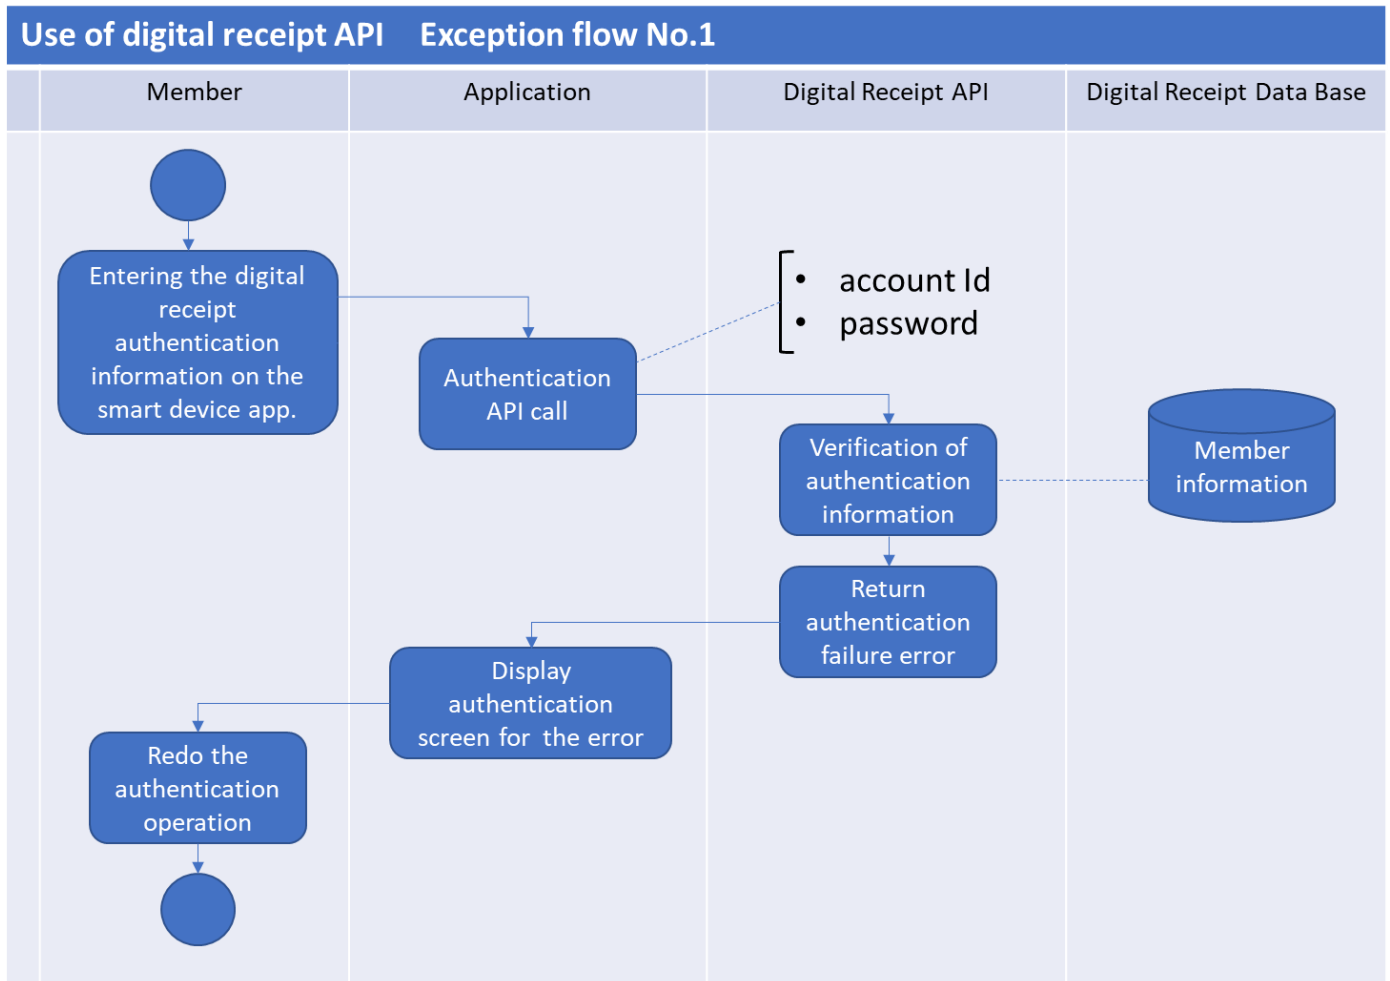 Use of digital receipt API    Exception flow No.1
Member
Application
Digital Receipt API
Digital Receipt Data Base
Entering the digital
receipt
authentication
information on the
smart device app.
• account Id
• password
Authentication
API call
Verification of
authentication
information
Member
information
Return
authentication
failure error
Display
authentication
screen for  the error
Redo the
authentication
operation